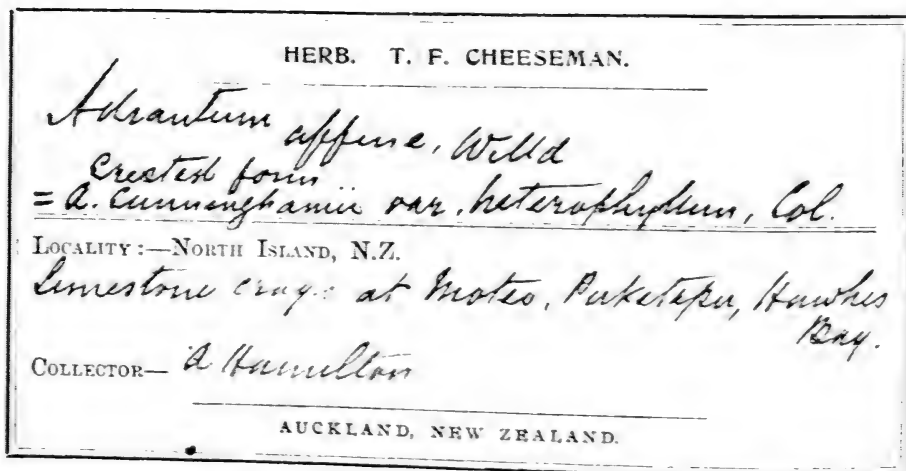 HERB. T. F. CHEESEMAN.
Adiantum affine, Willd
Crested form
= A. Cunninghamii var. heterophyllum, Col.
LOCALITY:—NORTH ISLAND, N.Z.
Limestone crags at Moteo, Puketapu, Hawkes
Bay.
COLLECTOR— A Hamilton
AUCKLAND, NEW ZEALAND.